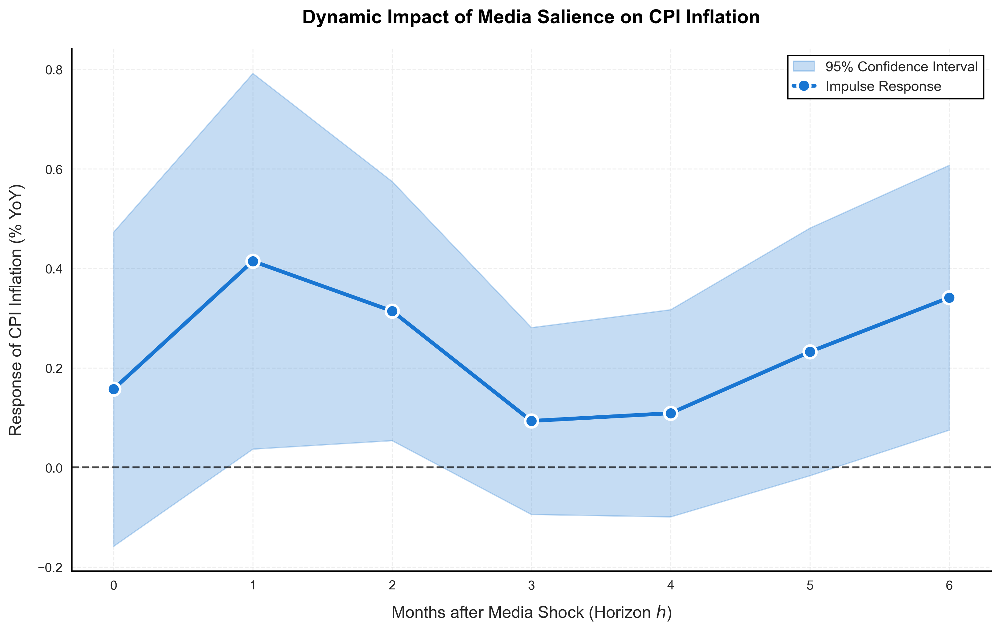 Dynamic Impact of Media Salience on CPI Inflation
95% Confidence Interval
Impulse Response
Response of CPI Inflation (% YoY)
0.8
0.6
0.4
0.2
0.0
−0.2
0 1 2 3 4 5 6
Months after Media Shock (Horizon h)